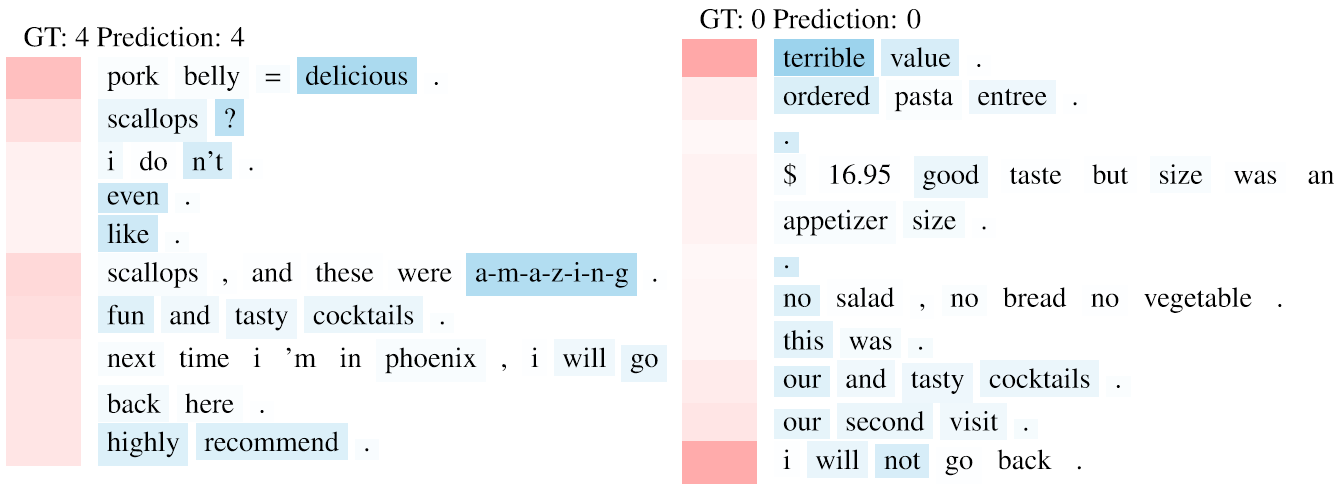 GT: 4 Prediction: 4
pork belly = delicious .
scallops ?
i do n't .
even .
like .
scallops , and these were a-m-a-z-i-n-g .
fun and tasty cocktails .
next time i 'm in phoenix , i will go
back here .
highly recommend .
GT: 0 Prediction: 0
terrible value .
ordered pasta entree .
.
$ 16.95 good taste but size was an
appetizer size .
.
no salad , no bread no vegetable .
this was .
our and tasty cocktails .
our second visit .
i will not go back .